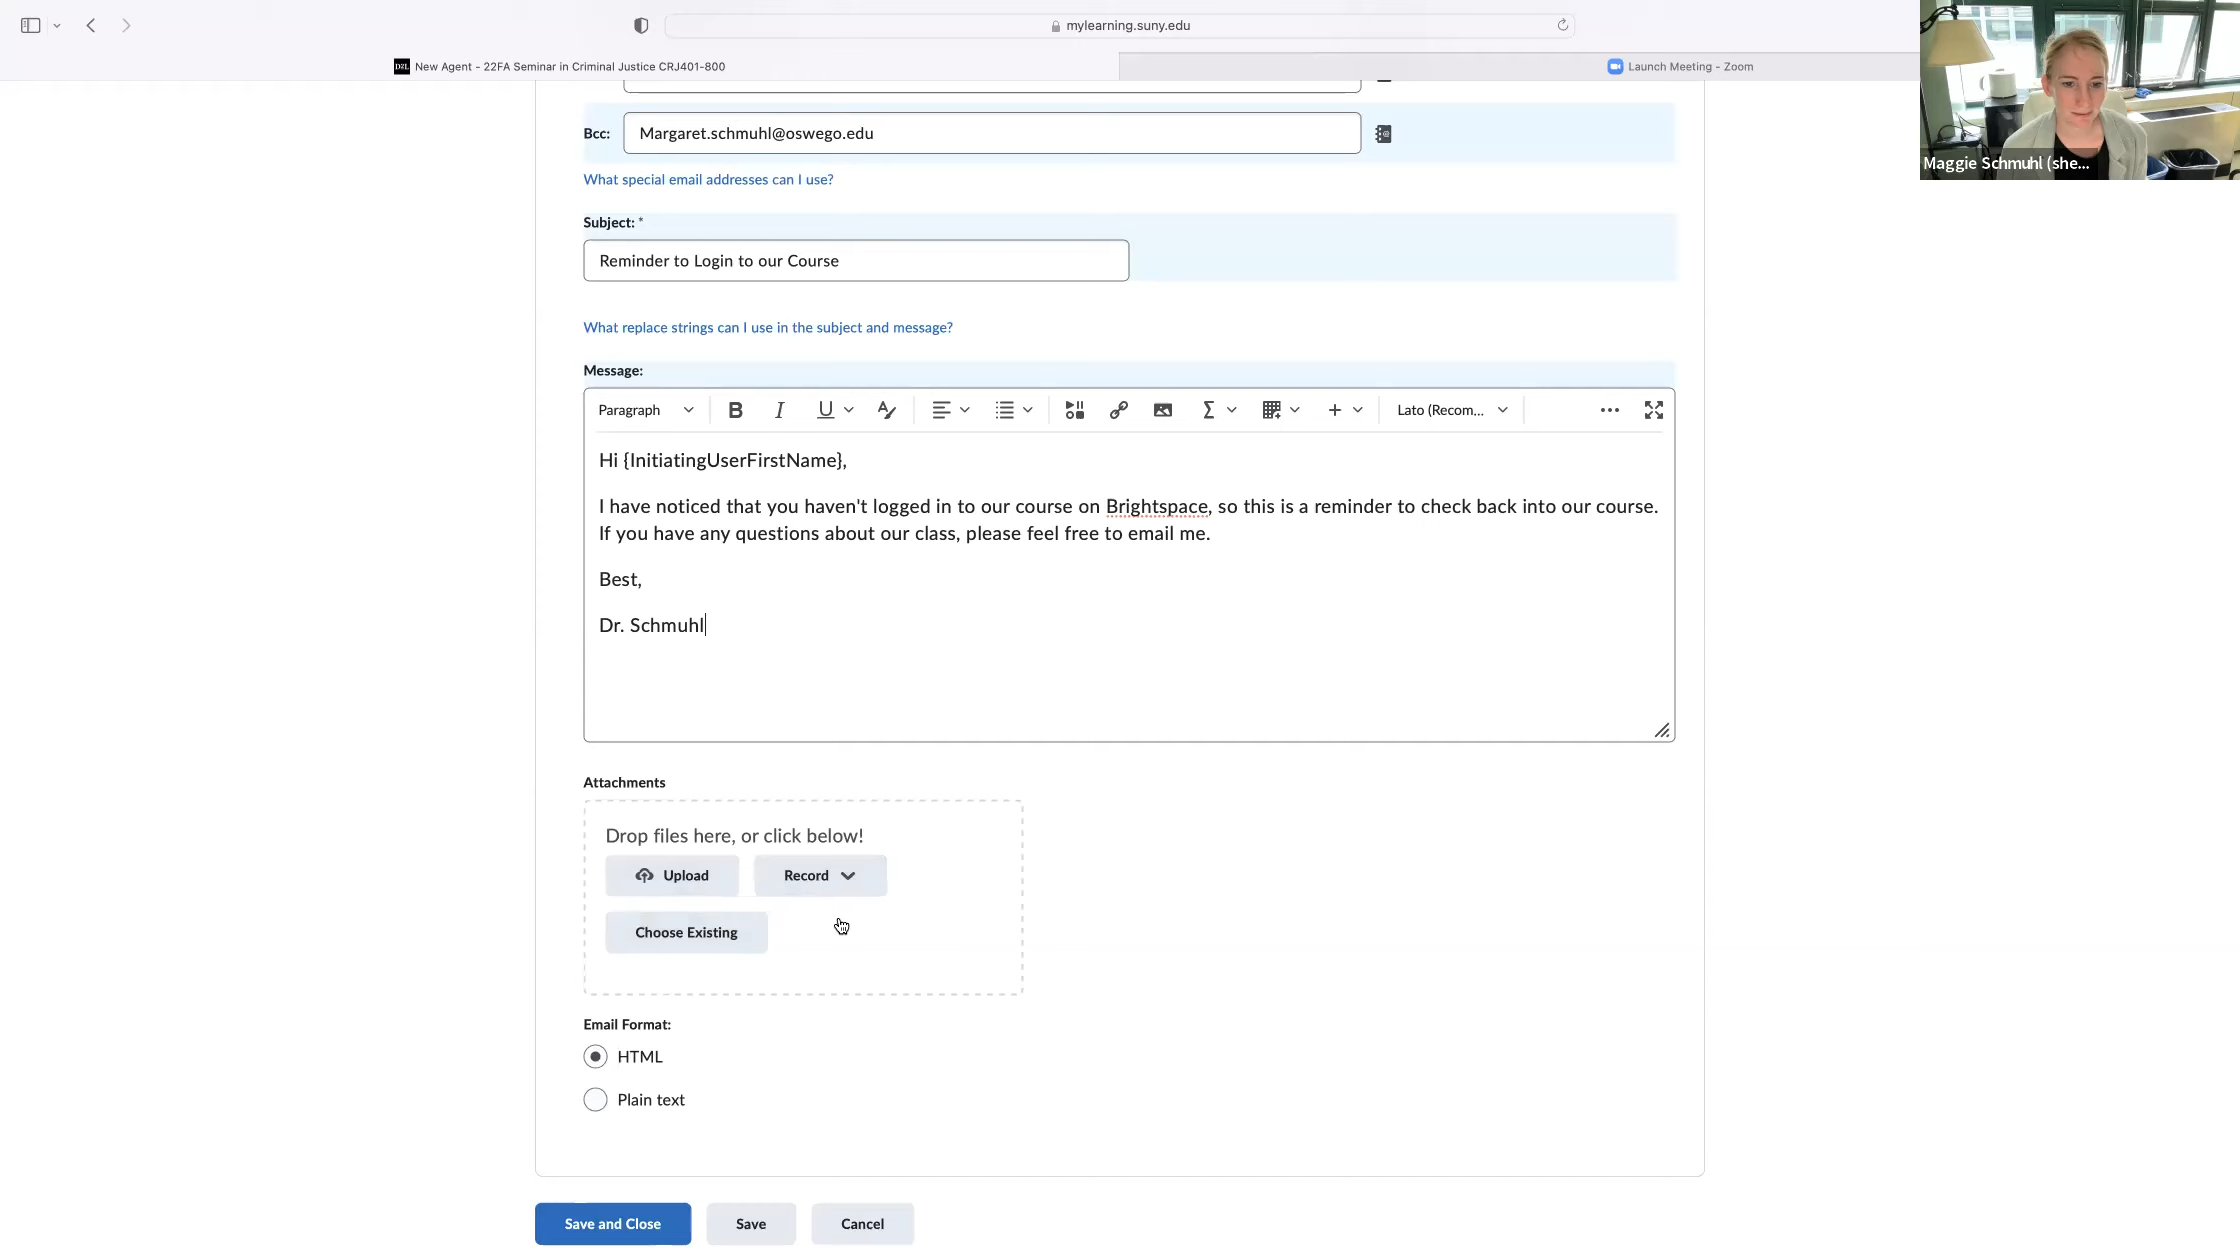 mylearning.suny.edu
D2L New Agent - 22FA Seminar in Criminal Justice CRJ401-800
Launch Meeting - Zoom
Maggie Schmuhl (she...
Bcc: Margaret.schmuhl@oswego.edu
What special email addresses can I use?
Subject: *
Reminder to Login to our Course
What replace strings can I use in the subject and message?
Message:
Paragraph B I U Lato (Recom...
Hi {InitiatingUserFirstName},
I have noticed that you haven't logged in to our course on Brightspace, so this is a reminder to check back into our course.
If you have any questions about our class, please feel free to email me.
Best,
Dr. Schmuhl
Attachments
Drop files here, or click below!
Upload Record
Choose Existing
Email Format:
HTML
Plain text
Save and Close Save Cancel